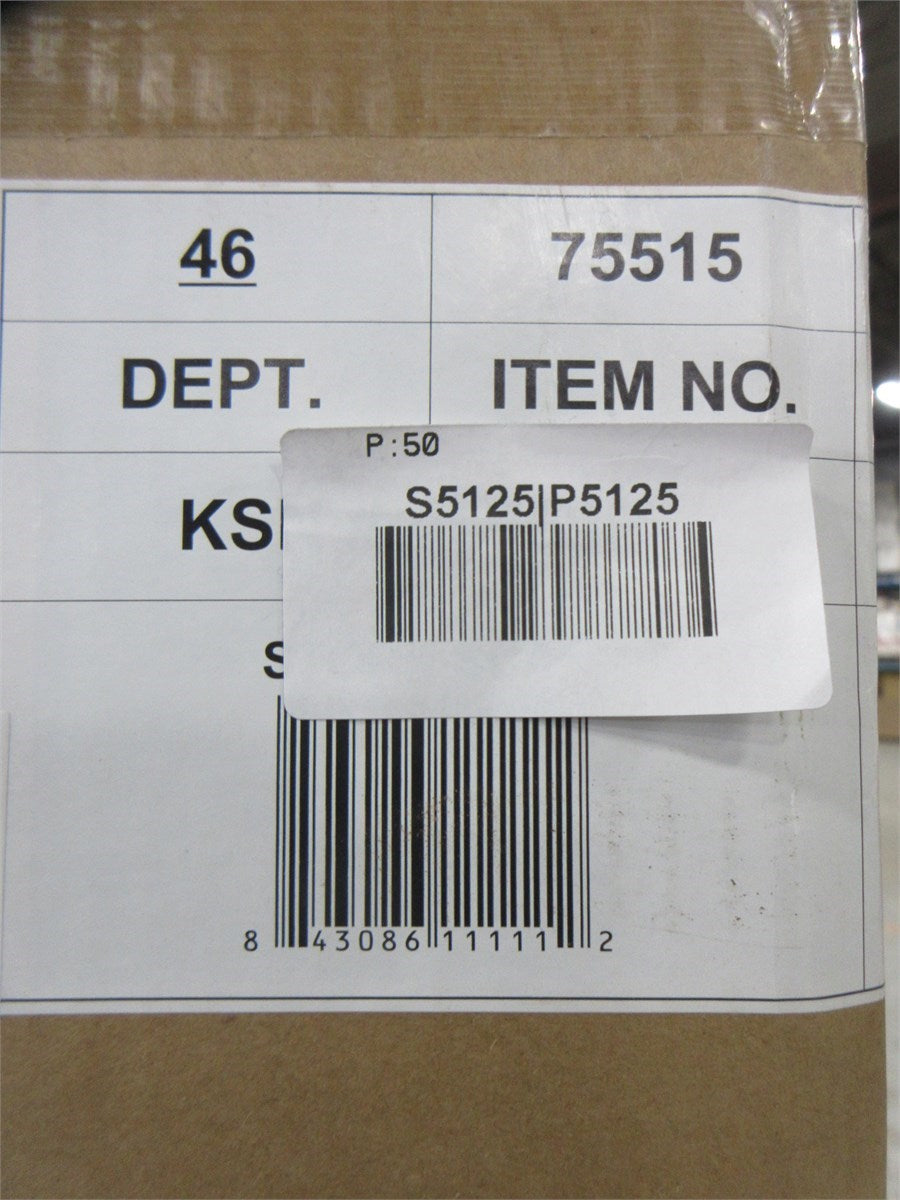 46 75515
DEPT. ITEM NO.
P:50
S5125|P5125
8 43086 11111 2